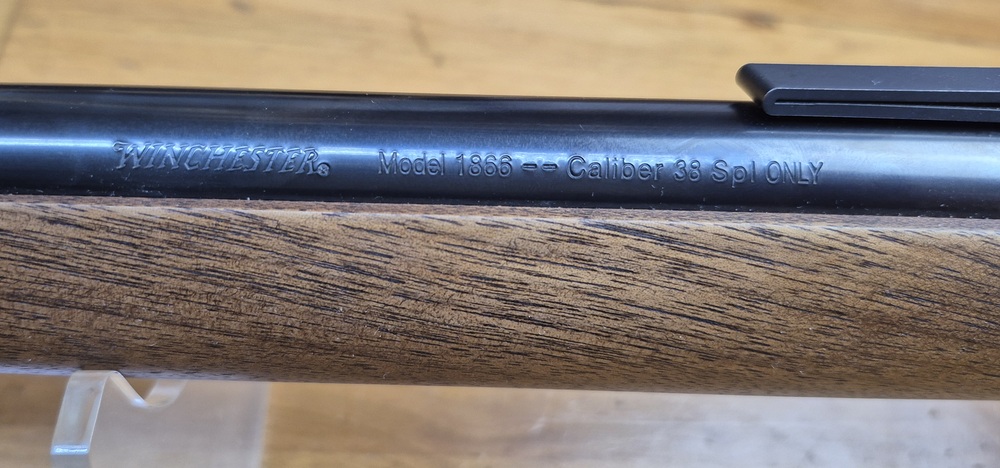 WINCHESTER® Model 1866 -- Caliber 38 Spl ONLY